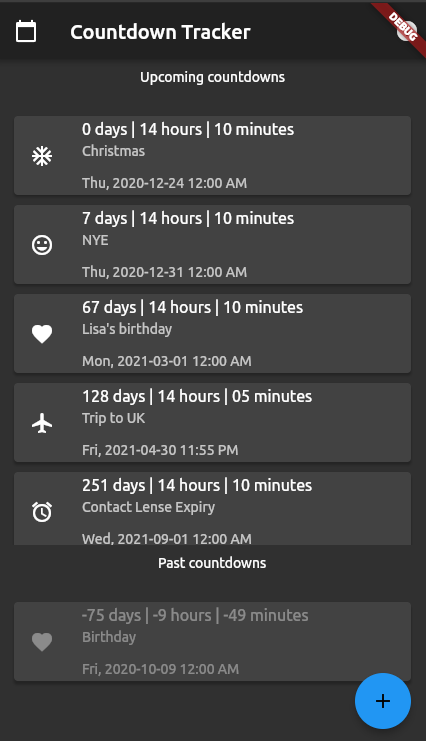 Countdown Tracker
DEBUG
Upcoming countdowns
0 days | 14 hours | 10 minutes
Christmas
Thu, 2020-12-24 12:00 AM
7 days | 14 hours | 10 minutes
NYE
Thu, 2020-12-31 12:00 AM
67 days | 14 hours | 10 minutes
Lisa's birthday
Mon, 2021-03-01 12:00 AM
128 days | 14 hours | 05 minutes
Trip to UK
Fri, 2021-04-30 11:55 PM
251 days | 14 hours | 10 minutes
Contact Lense Expiry
Wed, 2021-09-01 12:00 AM
Past countdowns
-75 days | -9 hours | -49 minutes
Birthday
Fri, 2020-10-09 12:00 AM